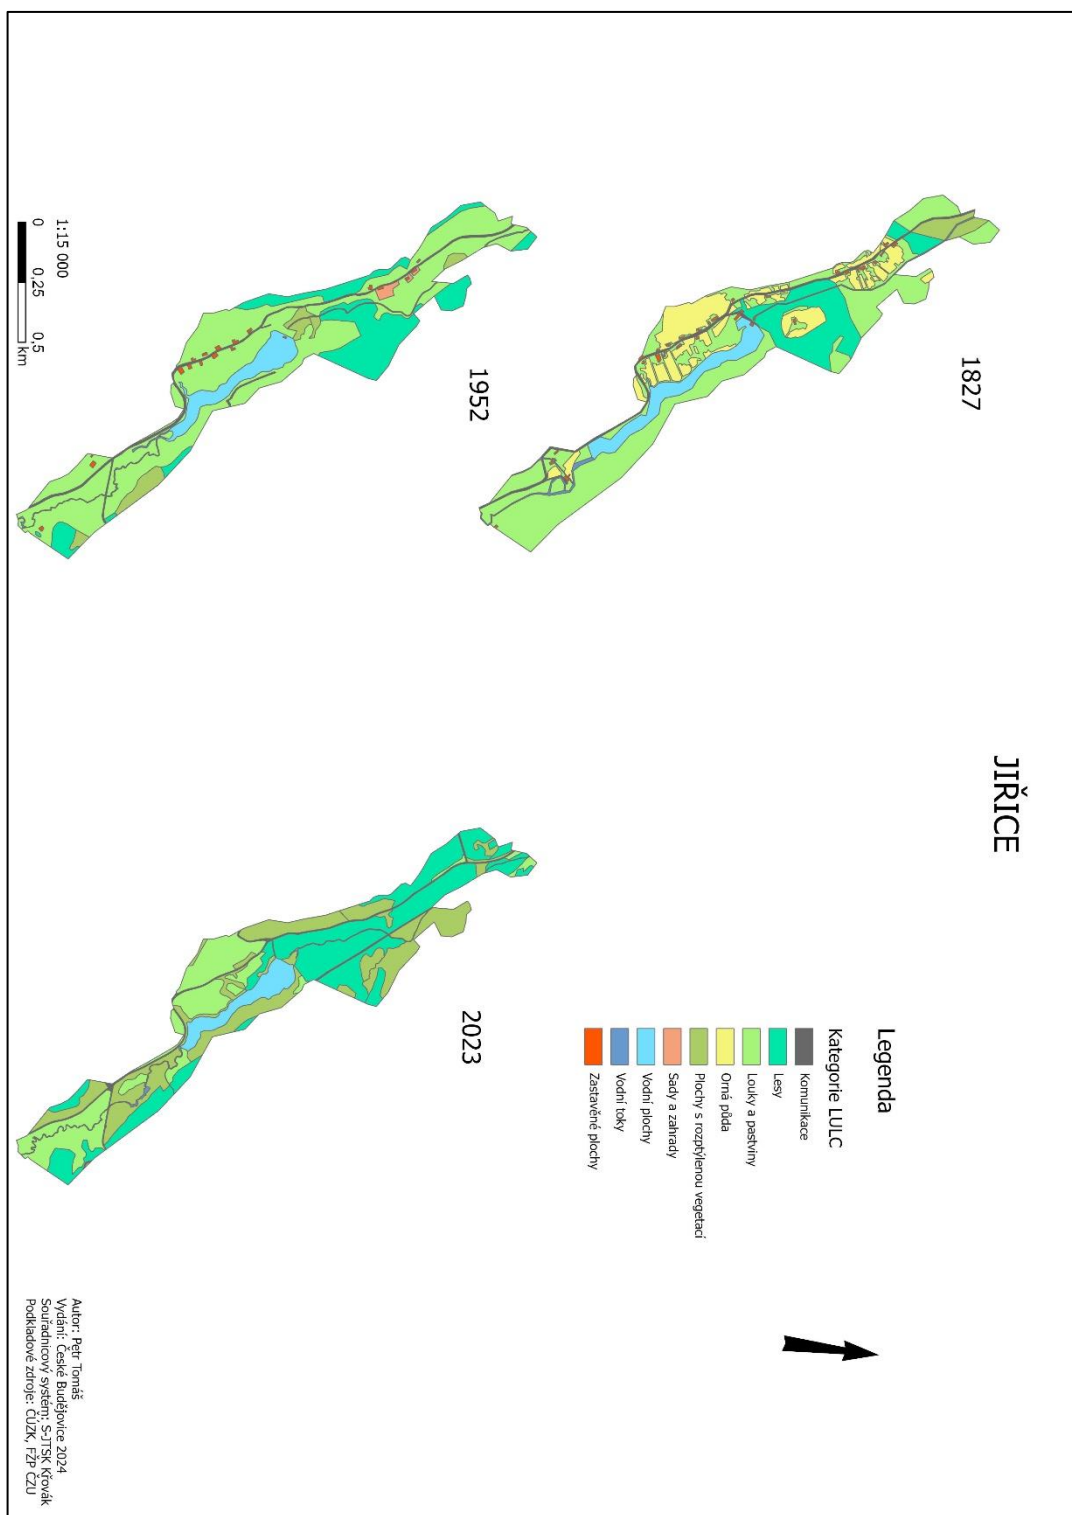 JIŘICE
1827
1952
2023
Legenda
Kategorie LULC
Komunikace
Lesy
Louky a pastviny
Orná půda
Plochy s rozptýlenou vegetací
Sady a zahrady
Vodní plochy
Vodní toky
Zastavěné plochy
1:15 000
0 0,25 0,5
km
Autor: Petr Tomáš
Vydání: České Budějovice 2024
Souřadnicový systém: S-JTSK Křovák
Podkladové zdroje: ČÚZK, FŽP ČZU